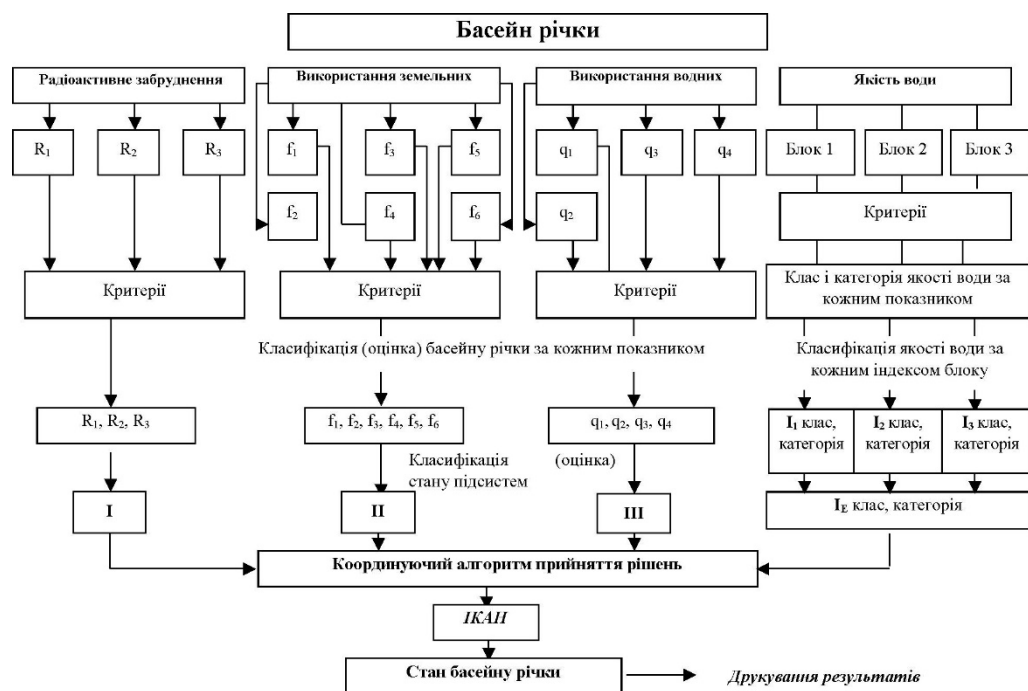 Басейн річки
Радіоактивне забруднення
Використання земельних
Використання водних
Якість води
R₁
R₂
R₃
f₁
f₃
f₅
q₁
q₃
q₄
Блок 1
Блок 2
Блок 3
f₂
f₄
f₆
q₂
Критерії
Критерії
Критерії
Критерії
Клас і категорія якості води за
кожним показником
Класифікація (оцінка) басейну річки за кожним показником
Класифікація якості води за
кожним індексом блоку
R₁, R₂, R₃
f₁, f₂, f₃, f₄, f₅, f₆
q₁, q₂, q₃, q₄
I₁ клас,
категорія
I₂ клас,
категорія
I₃ клас,
категорія
Класифікація
стану підсистем
(оцінка)
I
II
III
I_E клас, категорія
Координуючий алгоритм прийняття рішень
ІКАН
Стан басейну річки
Друкування результатів